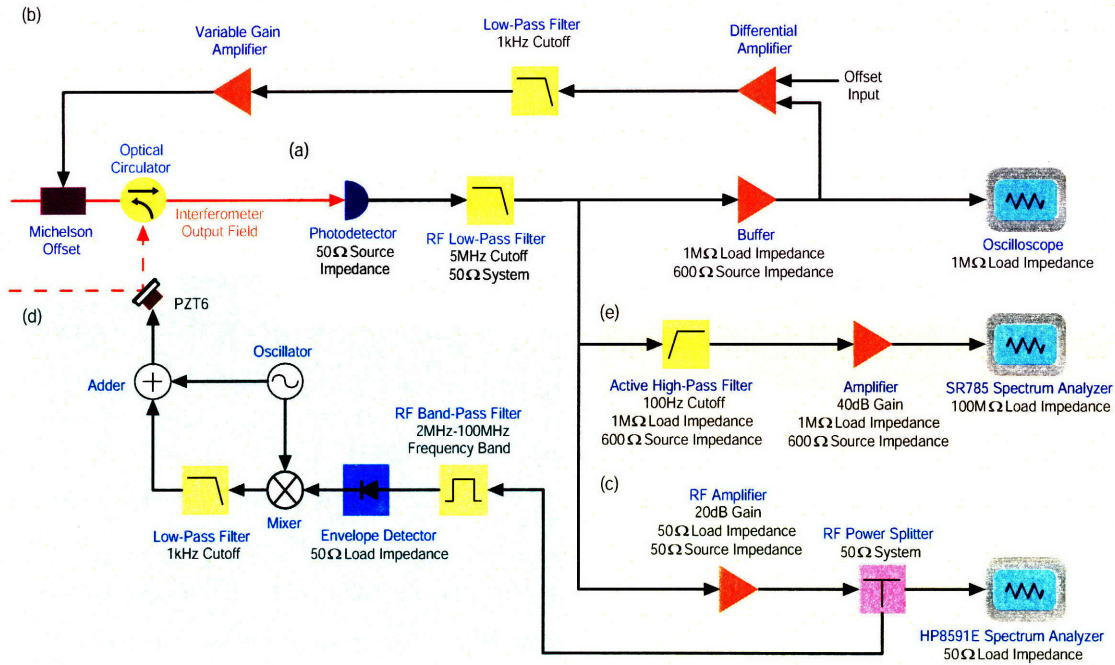 (b)
Variable Gain
Amplifier
Low-Pass Filter
1kHz Cutoff
Differential
Amplifier
Offset
Input
(a)
Optical
Circulator
Michelson
Offset
Interferometer
Output Field
Photodetector
50Ω Source
Impedance
RF Low-Pass Filter
5MHz Cutoff
50Ω System
Buffer
1MΩ Load Impedance
600Ω Source Impedance
Oscilloscope
1MΩ Load Impedance
PZT6
(d)
(e)
Adder
Oscillator
Active High-Pass Filter
100Hz Cutoff
1MΩ Load Impedance
600Ω Source Impedance
Amplifier
40dB Gain
1MΩ Load Impedance
600Ω Source Impedance
SR785 Spectrum Analyzer
100MΩ Load Impedance
RF Band-Pass Filter
2MHz-100MHz
Frequency Band
Low-Pass Filter
1kHz Cutoff
Mixer
Envelope Detector
50Ω Load Impedance
(c)
RF Amplifier
20dB Gain
50Ω Load Impedance
50Ω Source Impedance
RF Power Splitter
50Ω System
HP8591E Spectrum Analyzer
50Ω Load Impedance